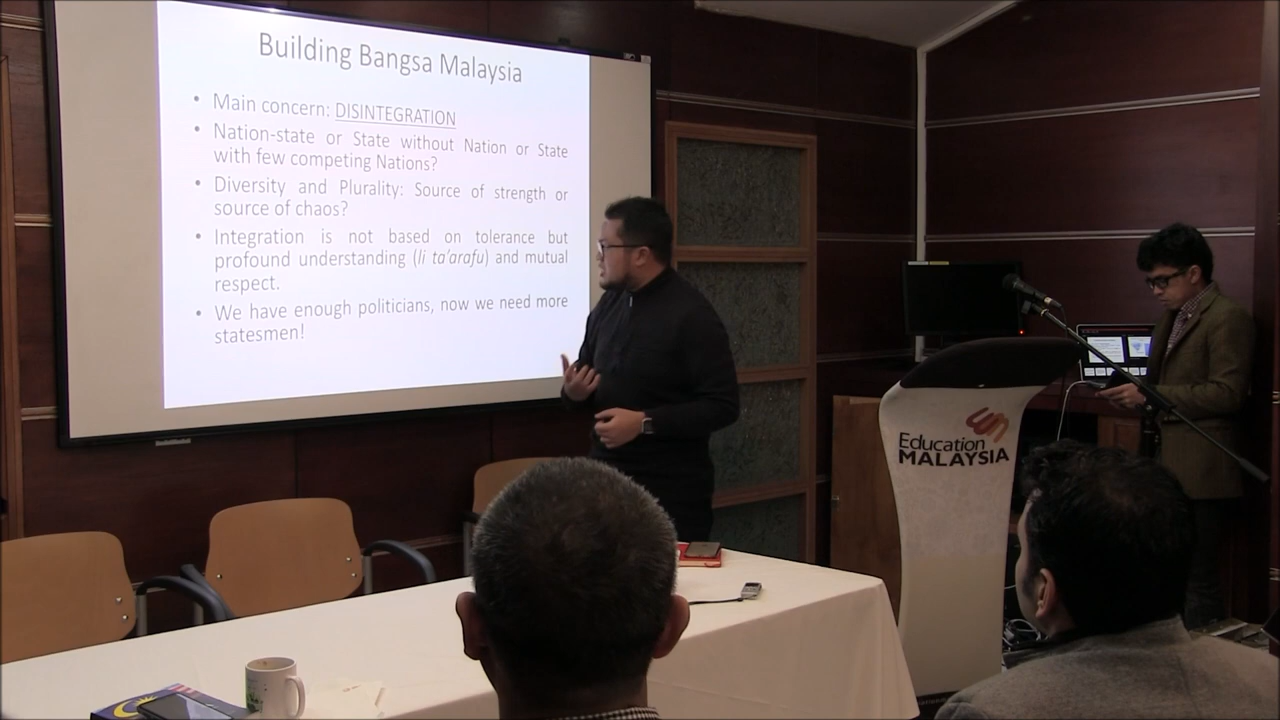 Building Bangsa Malaysia
• Main concern: DISINTEGRATION
• Nation-state or State without Nation or State
with few competing Nations?
• Diversity and Plurality: Source of strength or
source of chaos?
• Integration is not based on tolerance but
profound understanding (li ta'arafu) and mutual
respect.
• We have enough politicians, now we need more
statesmen!
Education
MALAYSIA